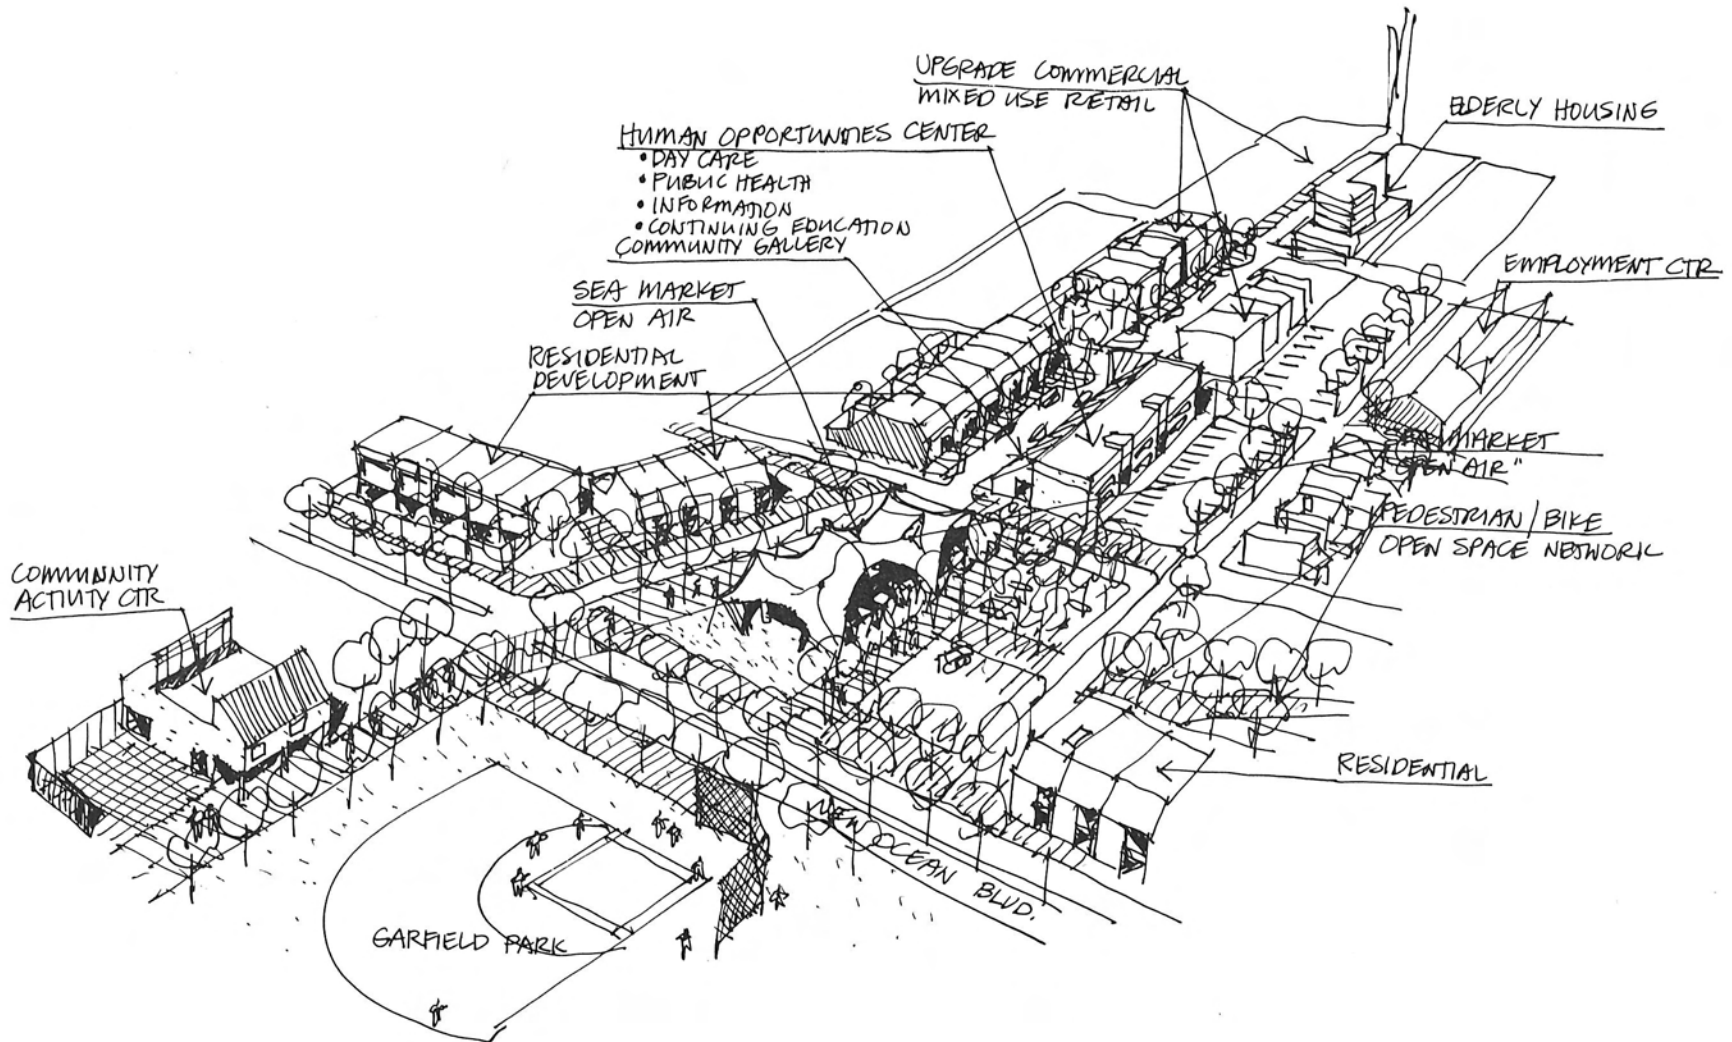 UPGRADE COMMERCIAL
MIXED USE RETAIL
ELDERLY HOUSING
HUMAN OPPORTUNITIES CENTER
• DAY CARE
• PUBLIC HEALTH
• INFORMATION
• CONTINUING EDUCATION
COMMUNITY GALLERY
EMPLOYMENT CTR
SEA MARKET
OPEN AIR
RESIDENTIAL
DEVELOPMENT
MARKET
"OPEN AIR"
PEDESTRIAN/BIKE
OPEN SPACE NETWORK
COMMUNNITY
ACTIVITY CTR
RESIDENTIAL
NEW OCEAN BLVD.
GARFIELD PARK